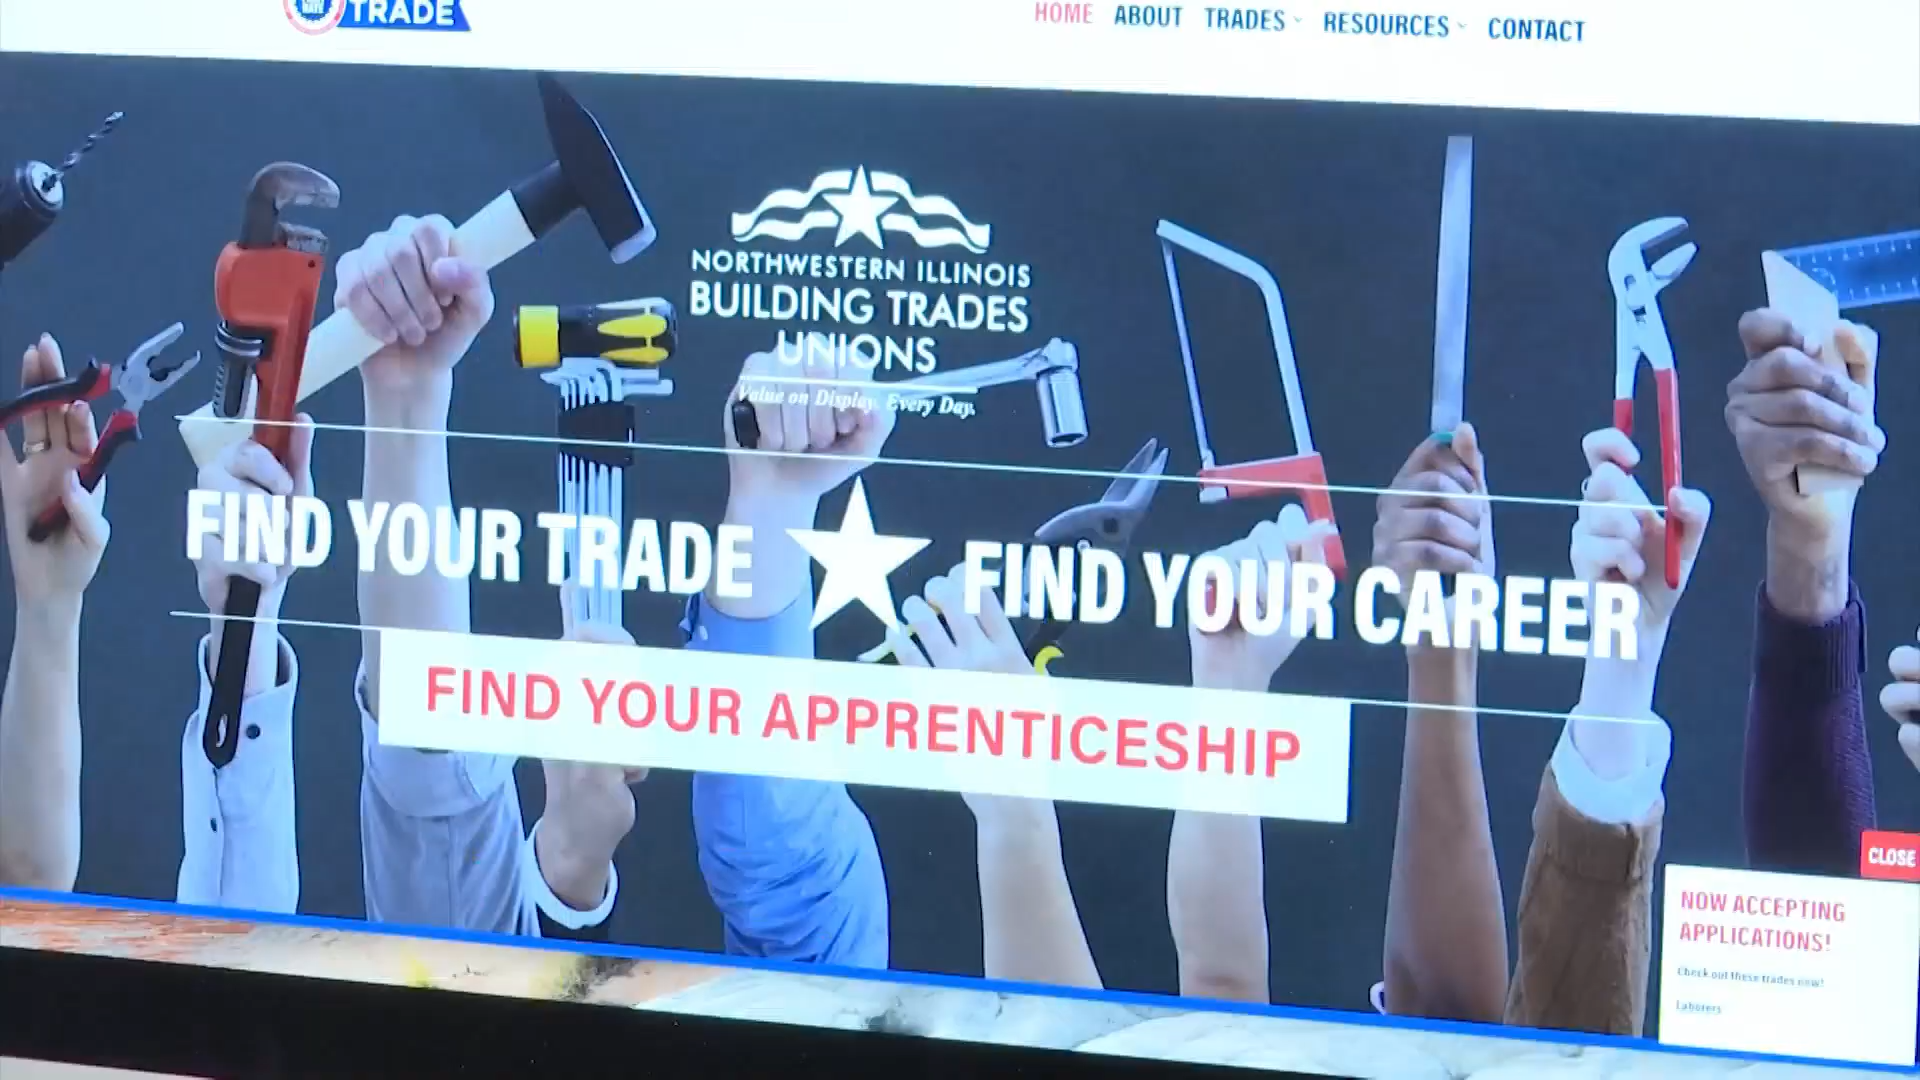 TRADE
HOME ABOUT TRADES RESOURCES CONTACT
NORTHWESTERN ILLINOIS
BUILDING TRADES
UNIONS
Value on Display. Every Day.
FIND YOUR TRADE FIND YOUR CAREER
FIND YOUR APPRENTICESHIP
CLOSE
NOW ACCEPTING
APPLICATIONS!
Check out these trades now!
Laborers